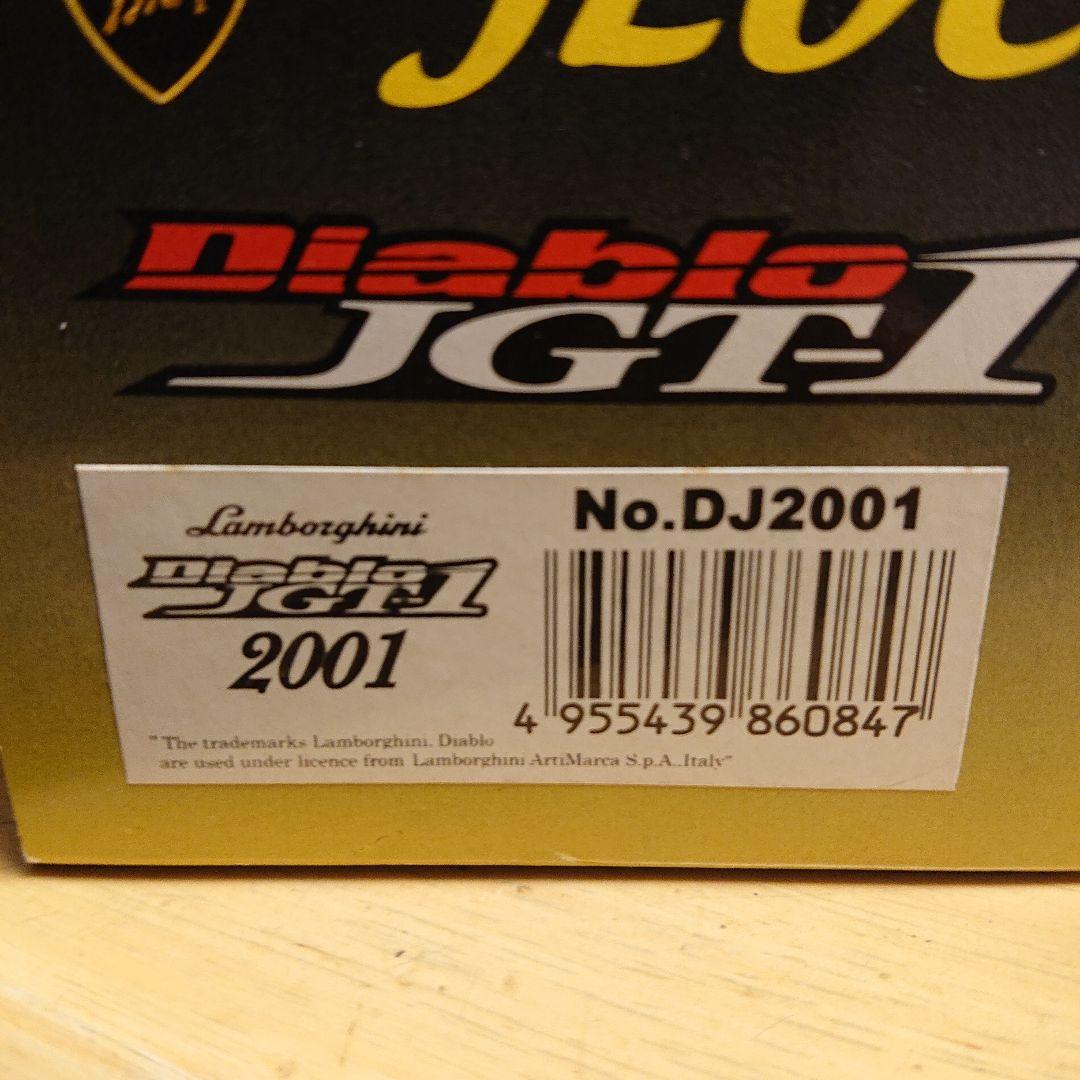 Diablo
JGT-1
Lamborghini
Diablo
JGT-1
2001
No.DJ2001
4 955439 860847
"The trademarks Lamborghini. Diablo
are used under licence from Lamborghini ArtiMarca S.p.A..Italy"